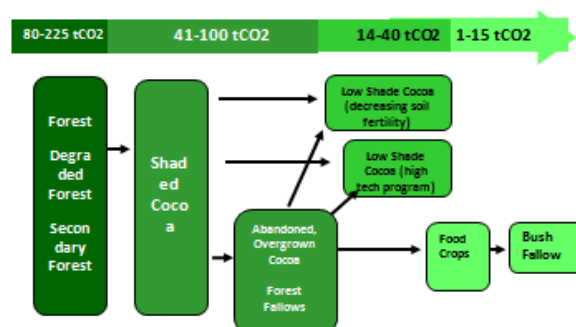 80-225 tCO2
41-100 tCO2
14-40 tCO2
1-15 tCO2
Forest
Degra
ded
Forest
Secon
dary
Forest
Shad
ed
Coco
a
Low Shade Cocoa
(decreasing soil
fertility)
Low Shade
Cocoa (high
tech program)
Abandoned,
Overgrown
Cocoa
Forest
Fallows
Food
Crops
Bush
Fallow